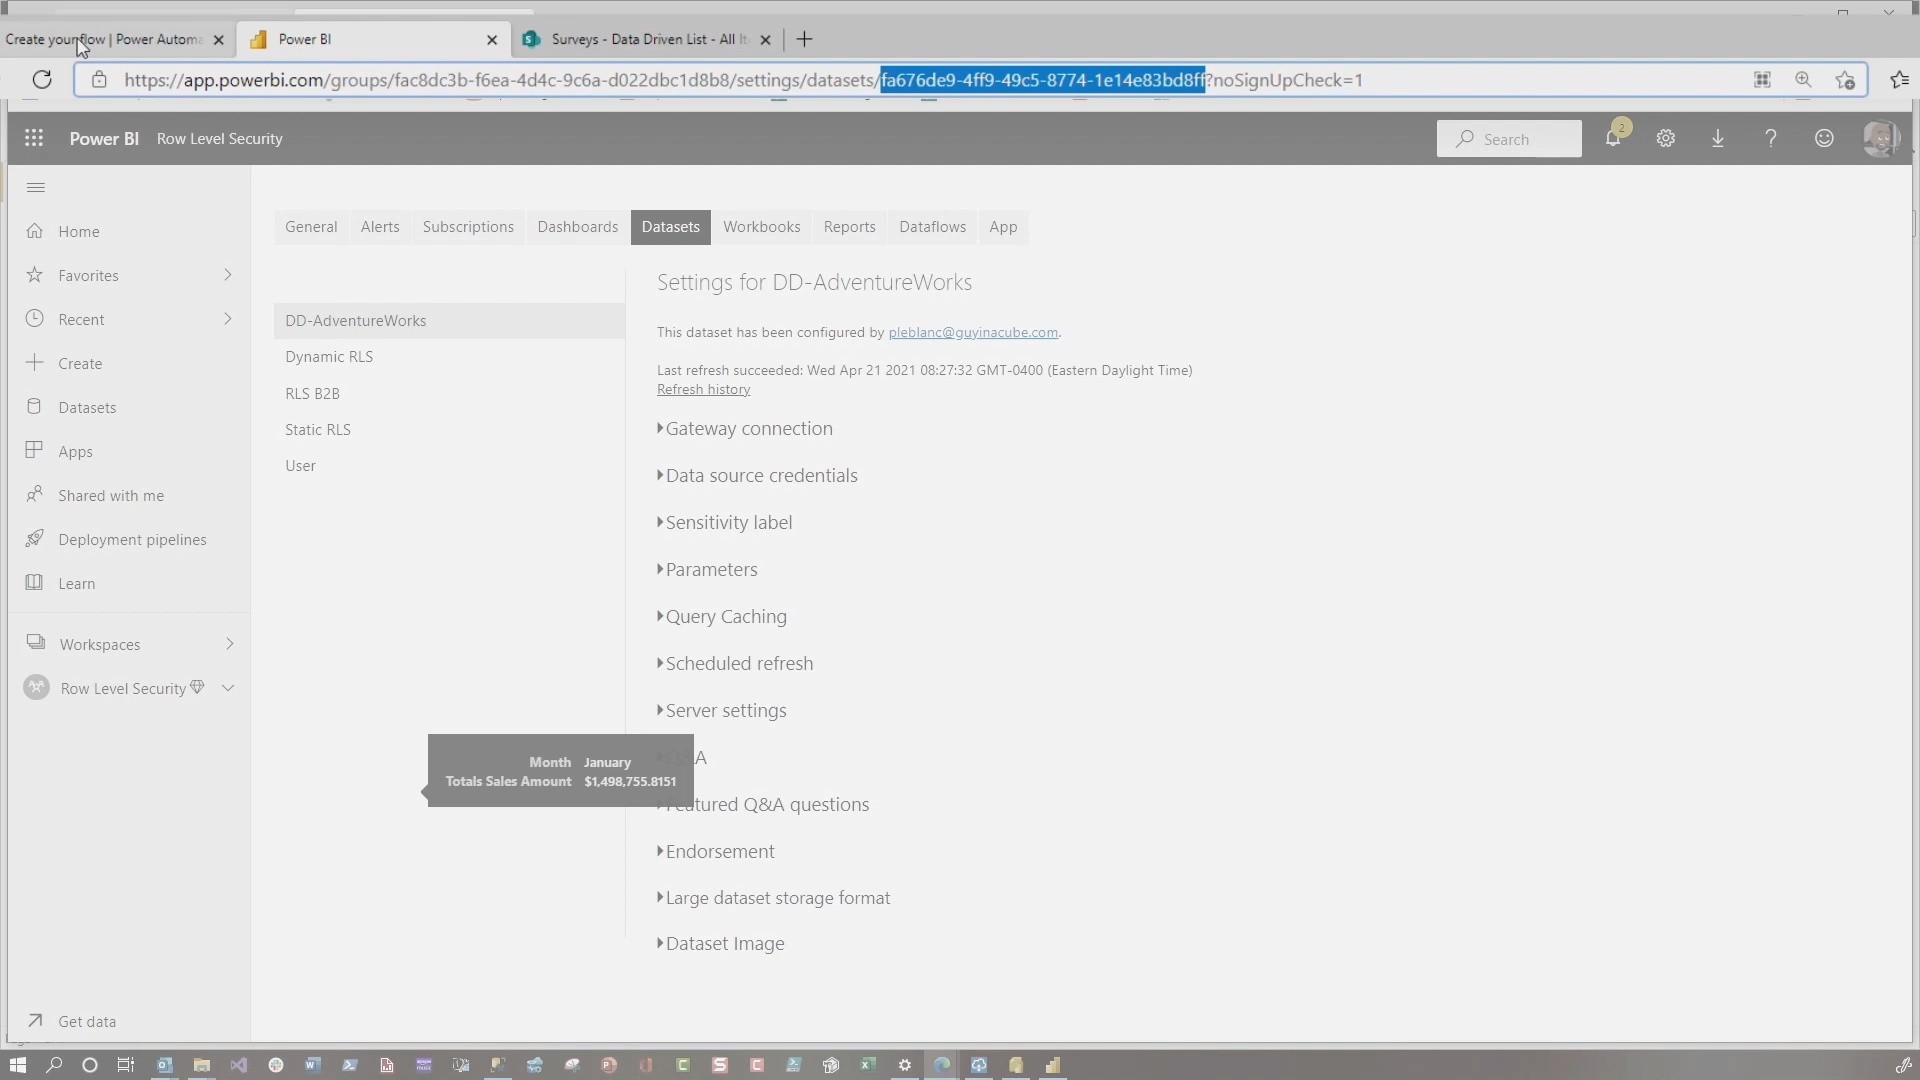 Create your flow | Power Automa
Power BI
Surveys - Data Driven List - All It
https://app.powerbi.com/groups/fac8dc3b-f6ea-4d4c-9c6a-d022dbc1d8b8/settings/datasets/fa676de9-4ff9-49c5-8774-1e14e83bd8ff?noSignUpCheck=1
Power BI Row Level Security
Search
2
Home
Favorites
Recent
Create
Datasets
Apps
Shared with me
Deployment pipelines
Learn
Workspaces
Row Level Security
Get data
General Alerts Subscriptions Dashboards Datasets Workbooks Reports Dataflows App
DD-AdventureWorks
Dynamic RLS
RLS B2B
Static RLS
User
Settings for DD-AdventureWorks
This dataset has been configured by pleblanc@guyinacube.com.
Last refresh succeeded: Wed Apr 21 2021 08:27:32 GMT-0400 (Eastern Daylight Time)
Refresh history
Gateway connection
Data source credentials
Sensitivity label
Parameters
Query Caching
Scheduled refresh
Server settings
Q&A
Featured Q&A questions
Endorsement
Large dataset storage format
Dataset Image
Month January
Totals Sales Amount $1,498,755.8151